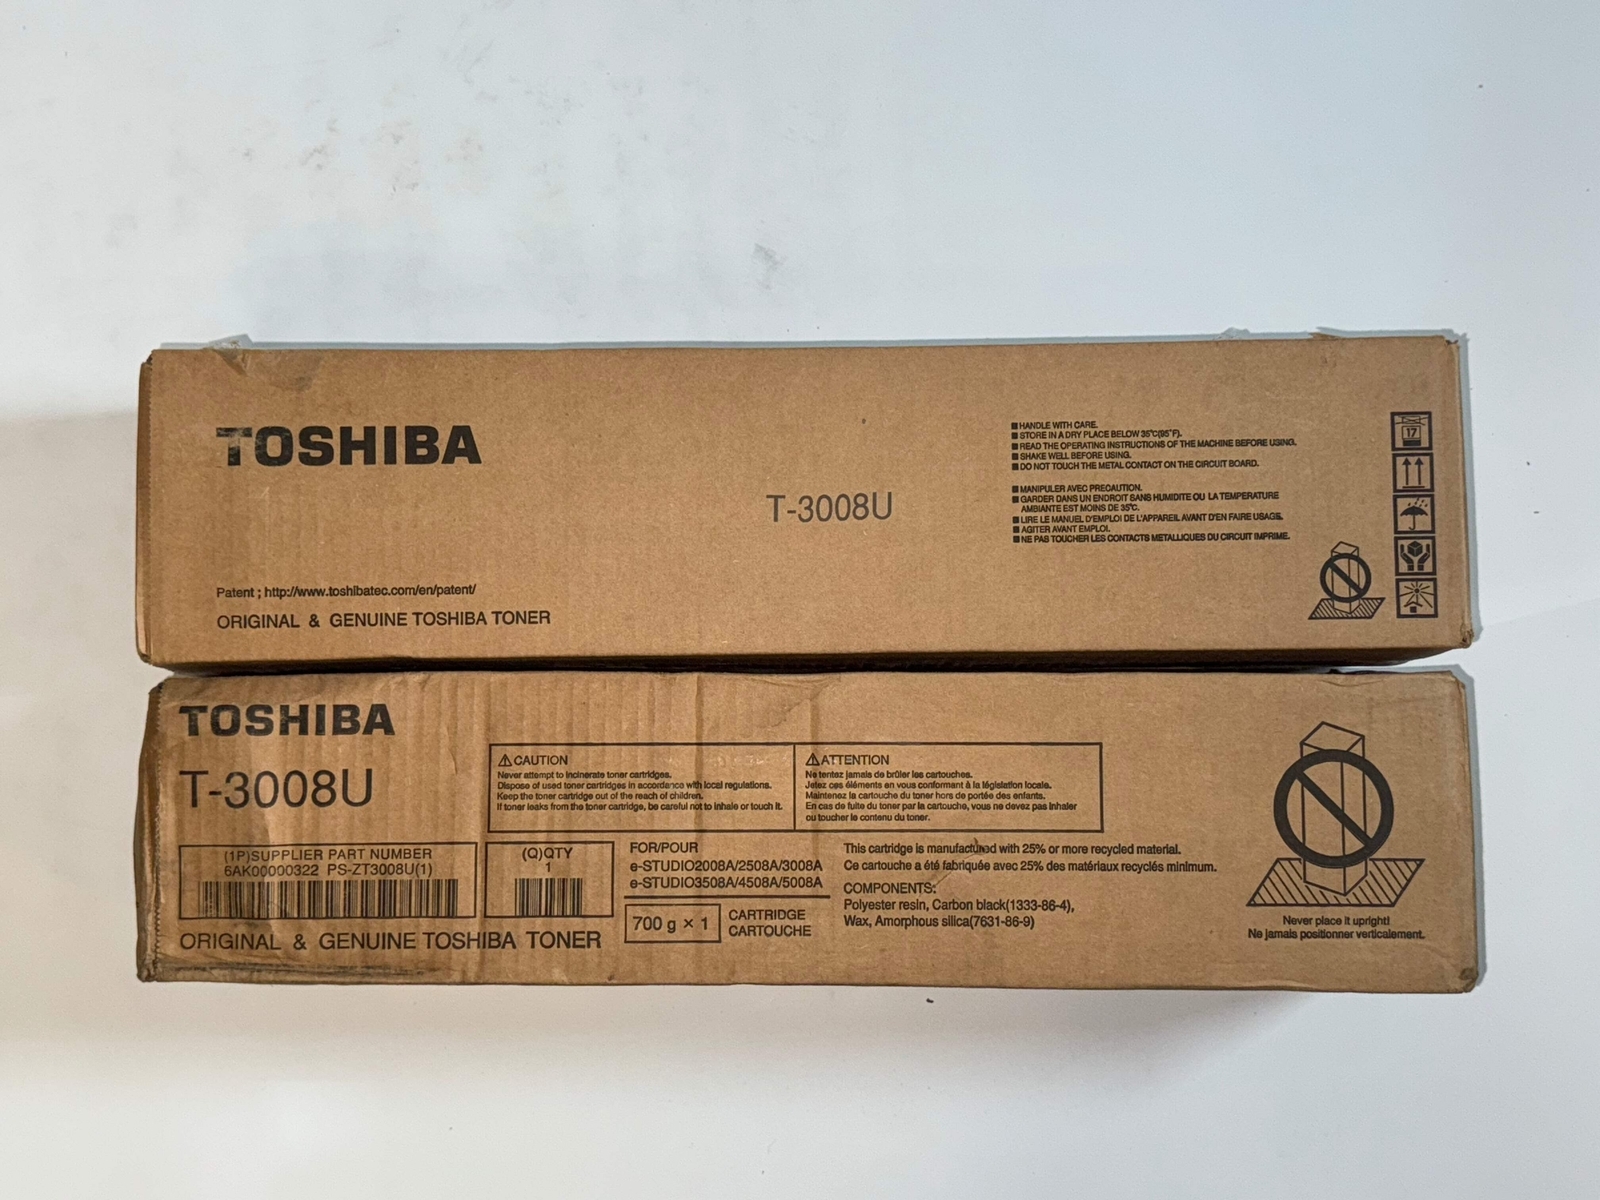 TOSHIBA
T-3008U
Patent ; http://www.toshibatec.com/en/patent/
ORIGINAL & GENUINE TOSHIBA TONER
■ HANDLE WITH CARE.
■ STORE IN A DRY PLACE BELOW 35°C(95°F).
■ READ THE OPERATING INSTRUCTIONS OF THE MACHINE BEFORE USING.
■ SHAKE WELL BEFORE USING.
■ DO NOT TOUCH THE METAL CONTACT ON THE CIRCUIT BOARD.
■ MANIPULER AVEC PRECAUTION.
■ GARDER DANS UN ENDROIT SANS HUMIDITE OU LA TEMPERATURE
AMBIANTE EST MOINS DE 35°C.
■ LIRE LE MANUEL D'EMPLOI DE L'APPAREIL AVANT D'EN FAIRE USAGE.
■ AGITER AVANT EMPLOI.
■ NE PAS TOUCHER LES CONTACTS METALLIQUES DU CIRCUIT IMPRIME.
17
TOSHIBA
T-3008U
(1P)SUPPLIER PART NUMBER
6AK00000322 PS-ZT3008U(1)
(Q)QTY
1
ORIGINAL & GENUINE TOSHIBA TONER
⚠CAUTION
Never attempt to incinerate toner cartridges.
Dispose of used toner cartridges in accordance with local regulations.
Keep the toner cartridge out of the reach of children.
If toner leaks from the toner cartridge, be careful not to inhale or touch it.
⚠ATTENTION
Ne tentez jamais de brûler les cartouches.
Jetez ces éléments en vous conformant à la législation locale.
Maintenez la cartouche du toner hors de portée des enfants.
En cas de fuite du toner par la cartouche, vous ne devez pas inhaler
ou toucher le contenu du toner.
FOR/POUR
e-STUDIO2008A/2508A/3008A
e-STUDIO3508A/4508A/5008A
700 g × 1
CARTRIDGE
CARTOUCHE
This cartridge is manufactured with 25% or more recycled material.
Ce cartouche a été fabriquée avec 25% des matériaux recyclés minimum.
COMPONENTS:
Polyester resin, Carbon black(1333-86-4),
Wax, Amorphous silica(7631-86-9)
Never place it upright!
Ne jamais positionner verticalement.